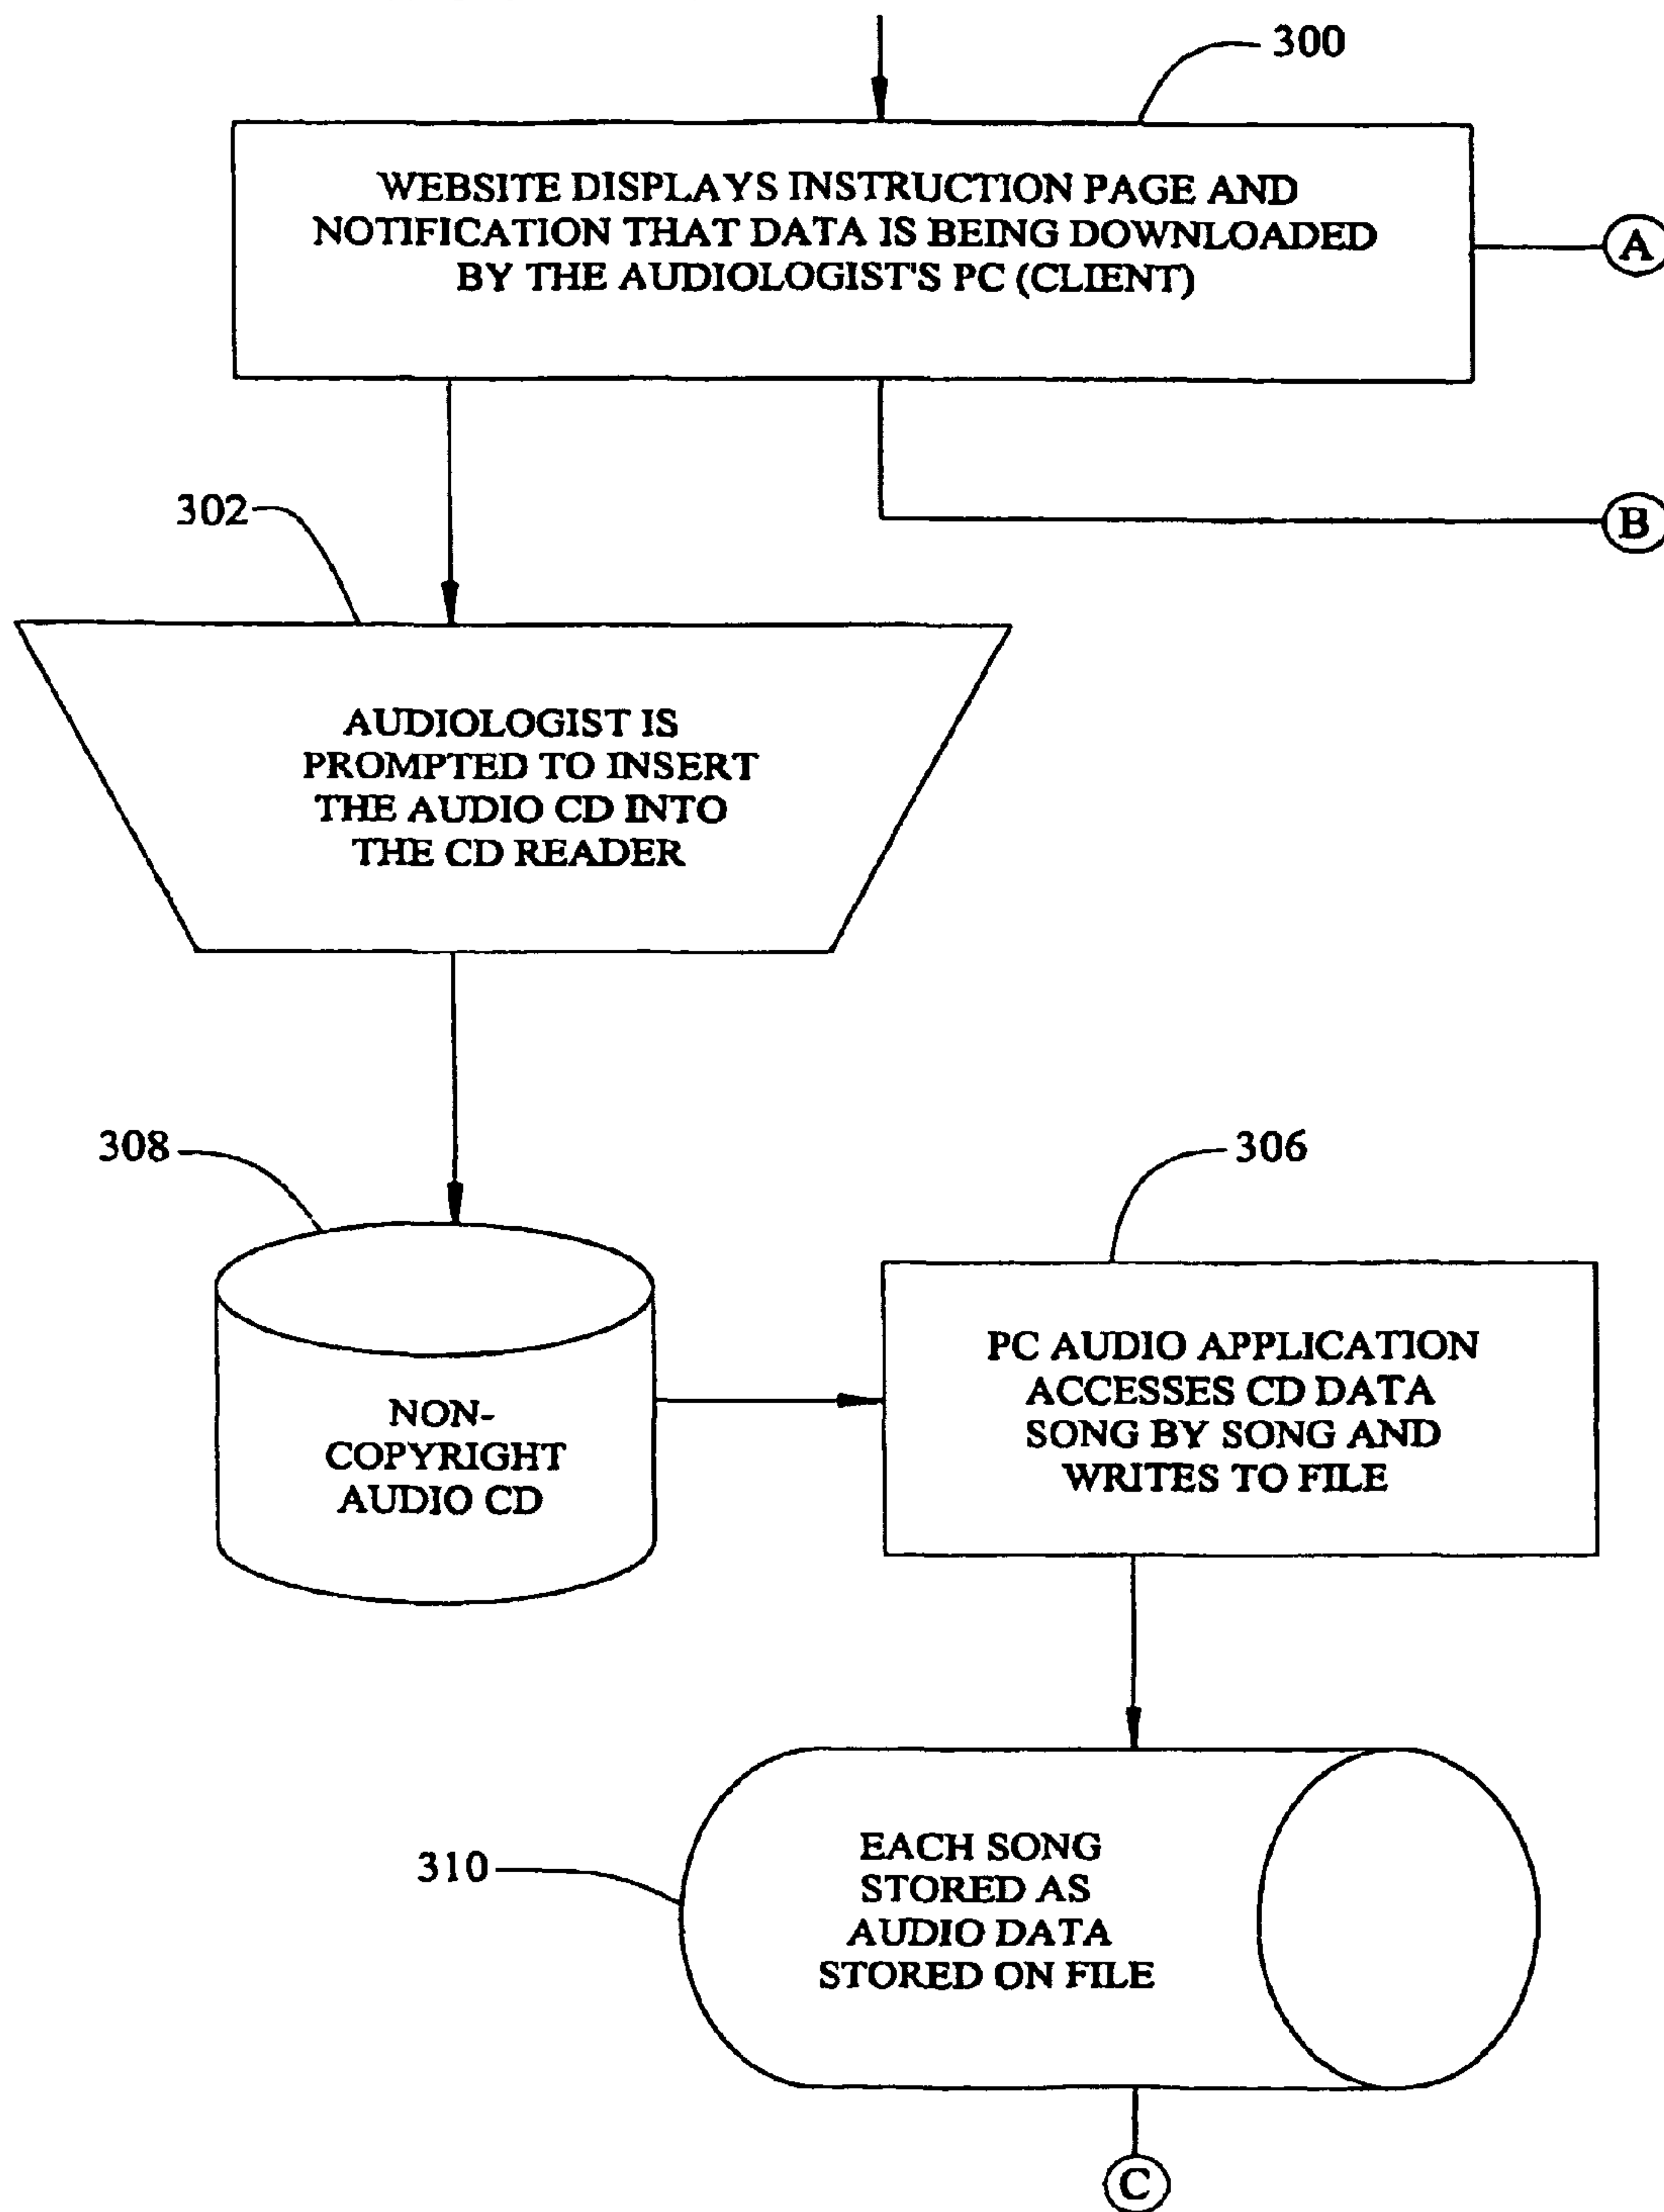 300
WEBSITE DISPLAYS INSTRUCTION PAGE AND
NOTIFICATION THAT DATA IS BEING DOWNLOADED
BY THE AUDIOLOGIST'S PC (CLIENT)
A
B
302
AUDIOLOGIST IS
PROMPTED TO INSERT
THE AUDIO CD INTO
THE CD READER
308
NON-
COPYRIGHT
AUDIO CD
306
PC AUDIO APPLICATION
ACCESSES CD DATA
SONG BY SONG AND
WRITES TO FILE
310
EACH SONG
STORED AS
AUDIO DATA
STORED ON FILE
C